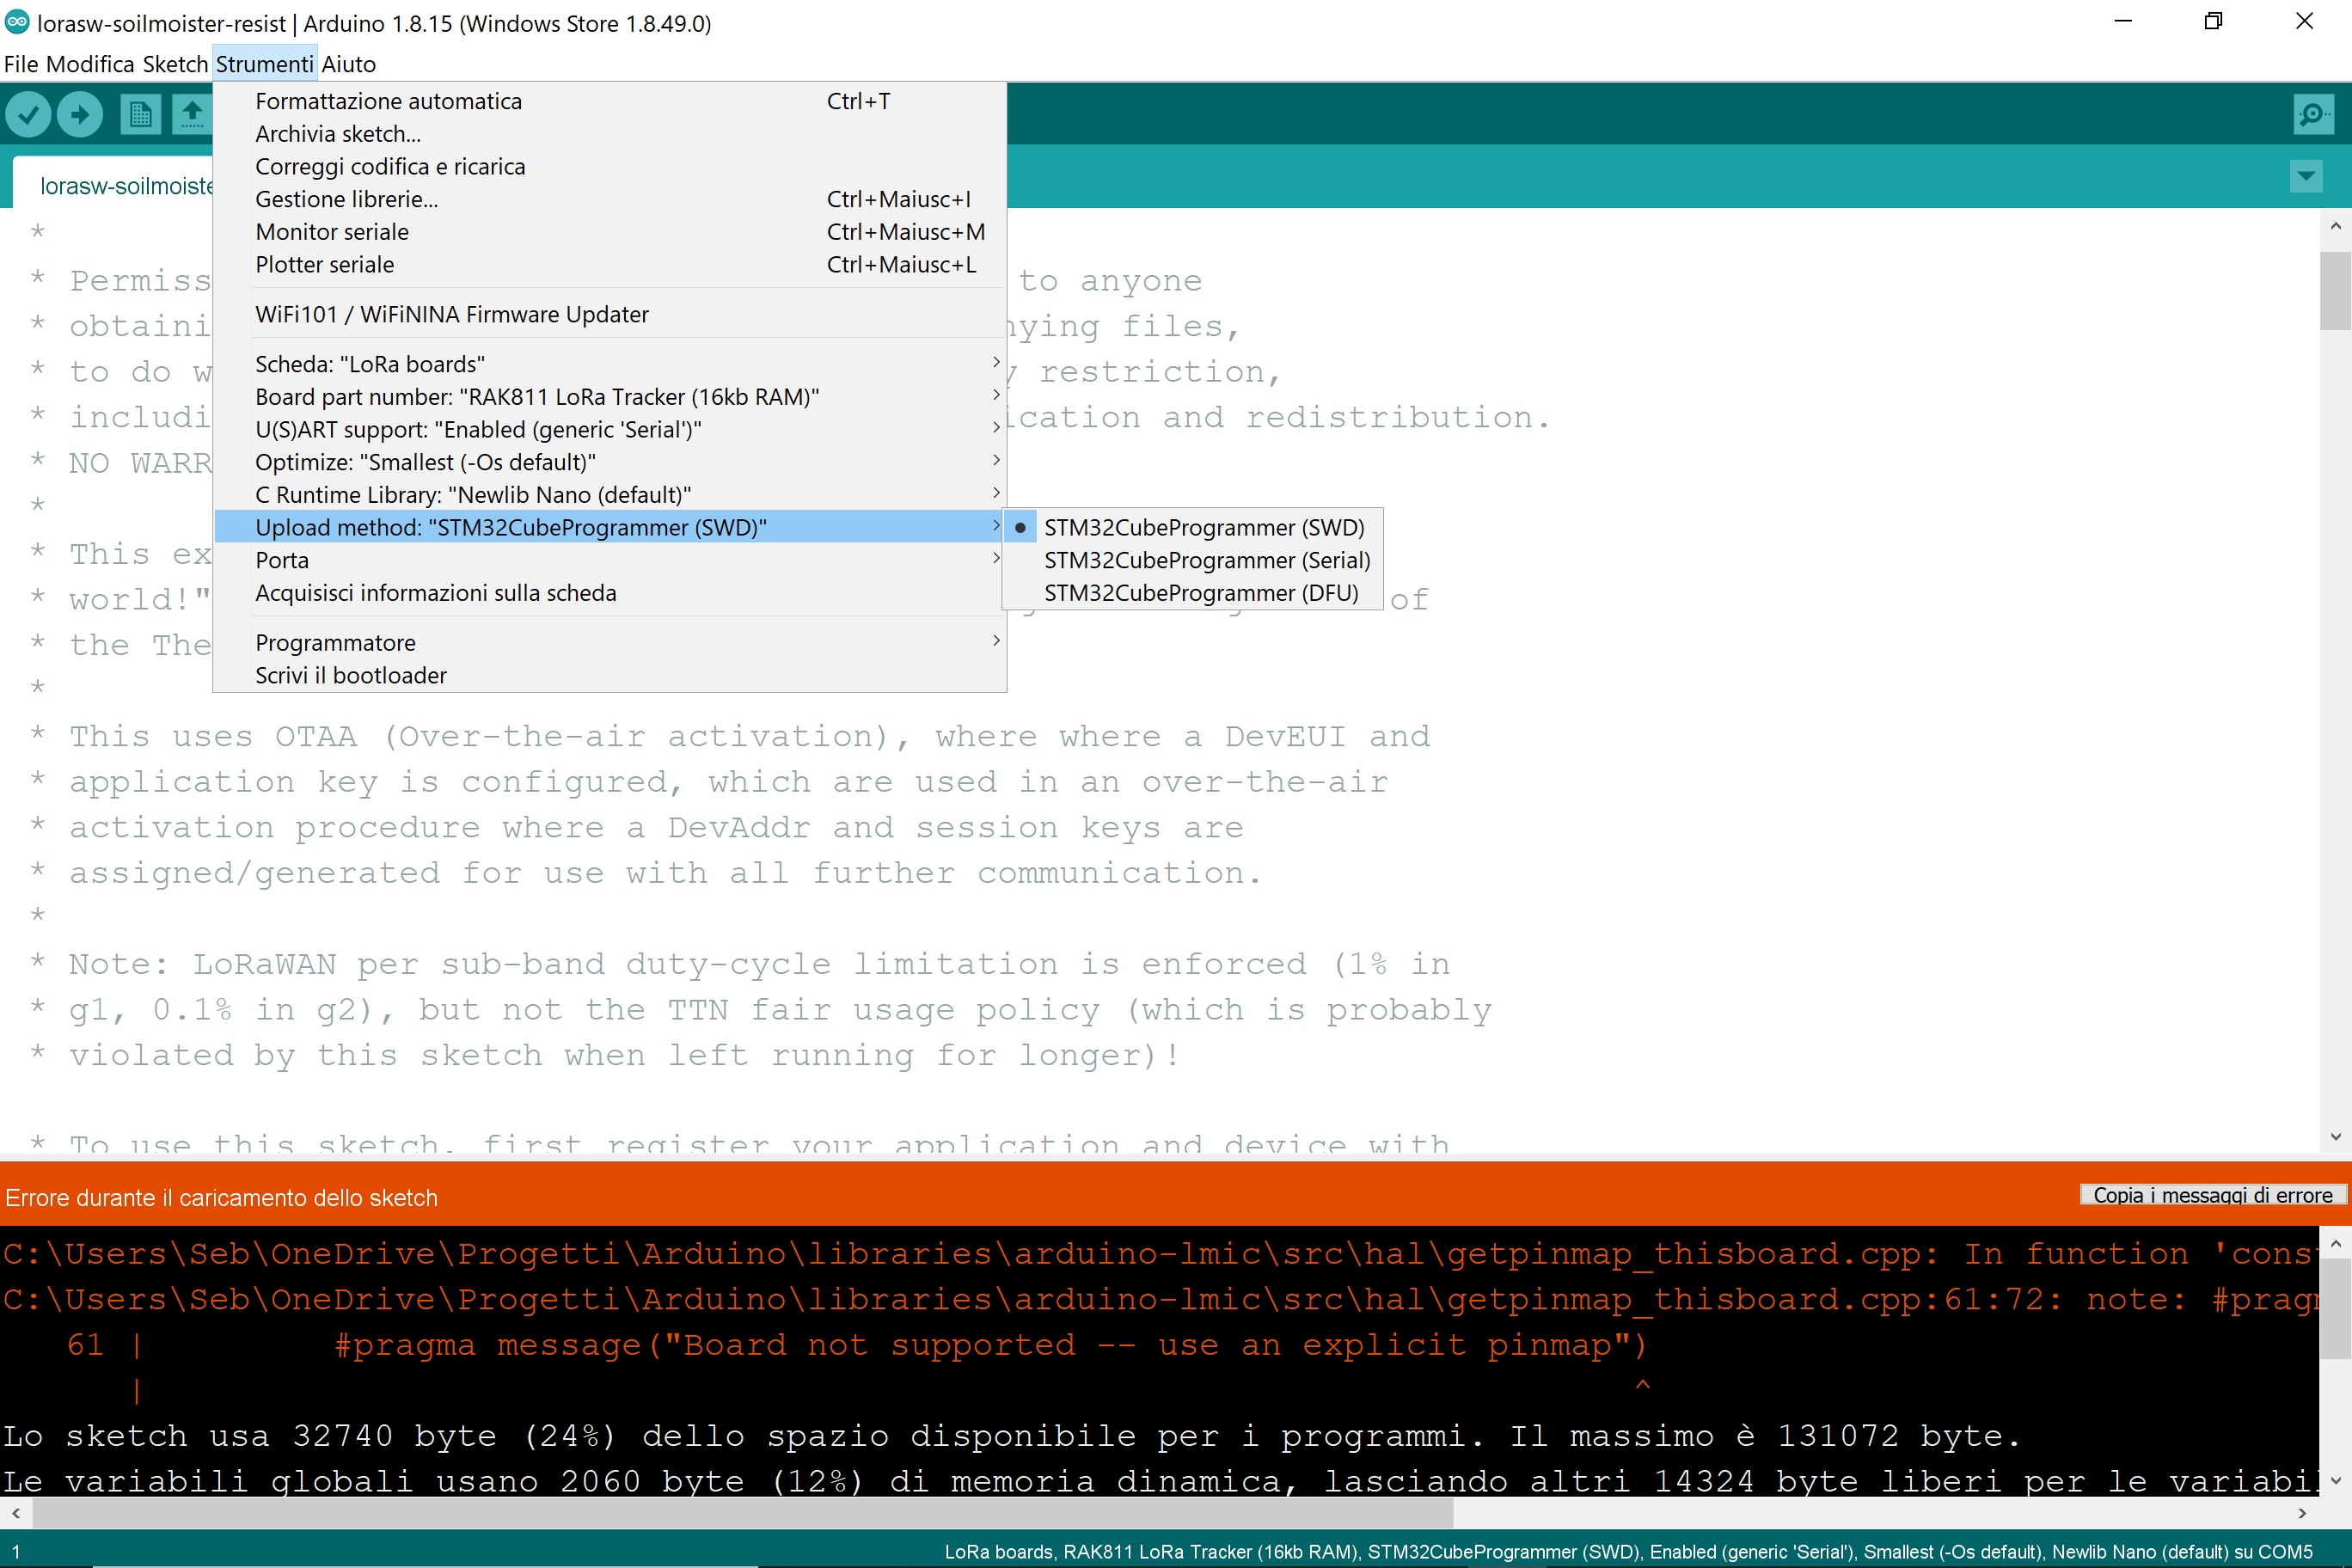 lorasw-soilmoister-resist | Arduino 1.8.15 (Windows Store 1.8.49.0)
File Modifica Sketch Strumenti Aiuto
Formattazione automatica Ctrl+T
Archivia sketch...
Correggi codifica e ricarica
Gestione librerie... Ctrl+Maiusc+I
Monitor seriale Ctrl+Maiusc+M
Plotter seriale Ctrl+Maiusc+L
WiFi101 / WiFiNINA Firmware Updater
Scheda: "LoRa boards"
Board part number: "RAK811 LoRa Tracker (16kb RAM)"
U(S)ART support: "Enabled (generic 'Serial')"
Optimize: "Smallest (-Os default)"
C Runtime Library: "Newlib Nano (default)"
Upload method: "STM32CubeProgrammer (SWD)"
Porta
Acquisisci informazioni sulla scheda
Programmatore
Scrivi il bootloader
STM32CubeProgrammer (SWD)
STM32CubeProgrammer (Serial)
STM32CubeProgrammer (DFU)
lorasw-soilmoiste
*
* Permiss to anyone
* obtaini nying files,
* to do w y restriction,
* includi ication and redistribution.
* NO WARR
*
* This ex
* world!" of
* the The
*
* This uses OTAA (Over-the-air activation), where where a DevEUI and
* application key is configured, which are used in an over-the-air
* activation procedure where a DevAddr and session keys are
* assigned/generated for use with all further communication.
*
* Note: LoRaWAN per sub-band duty-cycle limitation is enforced (1% in
* g1, 0.1% in g2), but not the TTN fair usage policy (which is probably
* violated by this sketch when left running for longer)!
* To use this sketch, first register your application and device with
Errore durante il caricamento dello sketch
Copia i messaggi di errore
C:\Users\Seb\OneDrive\Progetti\Arduino\libraries\arduino-lmic\src\hal\getpinmap_thisboard.cpp: In function 'cons
C:\Users\Seb\OneDrive\Progetti\Arduino\libraries\arduino-lmic\src\hal\getpinmap_thisboard.cpp:61:72: note: #prag
61 | #pragma message("Board not supported -- use an explicit pinmap")
| ^
Lo sketch usa 32740 byte (24%) dello spazio disponibile per i programmi. Il massimo è 131072 byte.
Le variabili globali usano 2060 byte (12%) di memoria dinamica, lasciando altri 14324 byte liberi per le variabi
1
LoRa boards, RAK811 LoRa Tracker (16kb RAM), STM32CubeProgrammer (SWD), Enabled (generic 'Serial'), Smallest (-Os default), Newlib Nano (default) su COM5